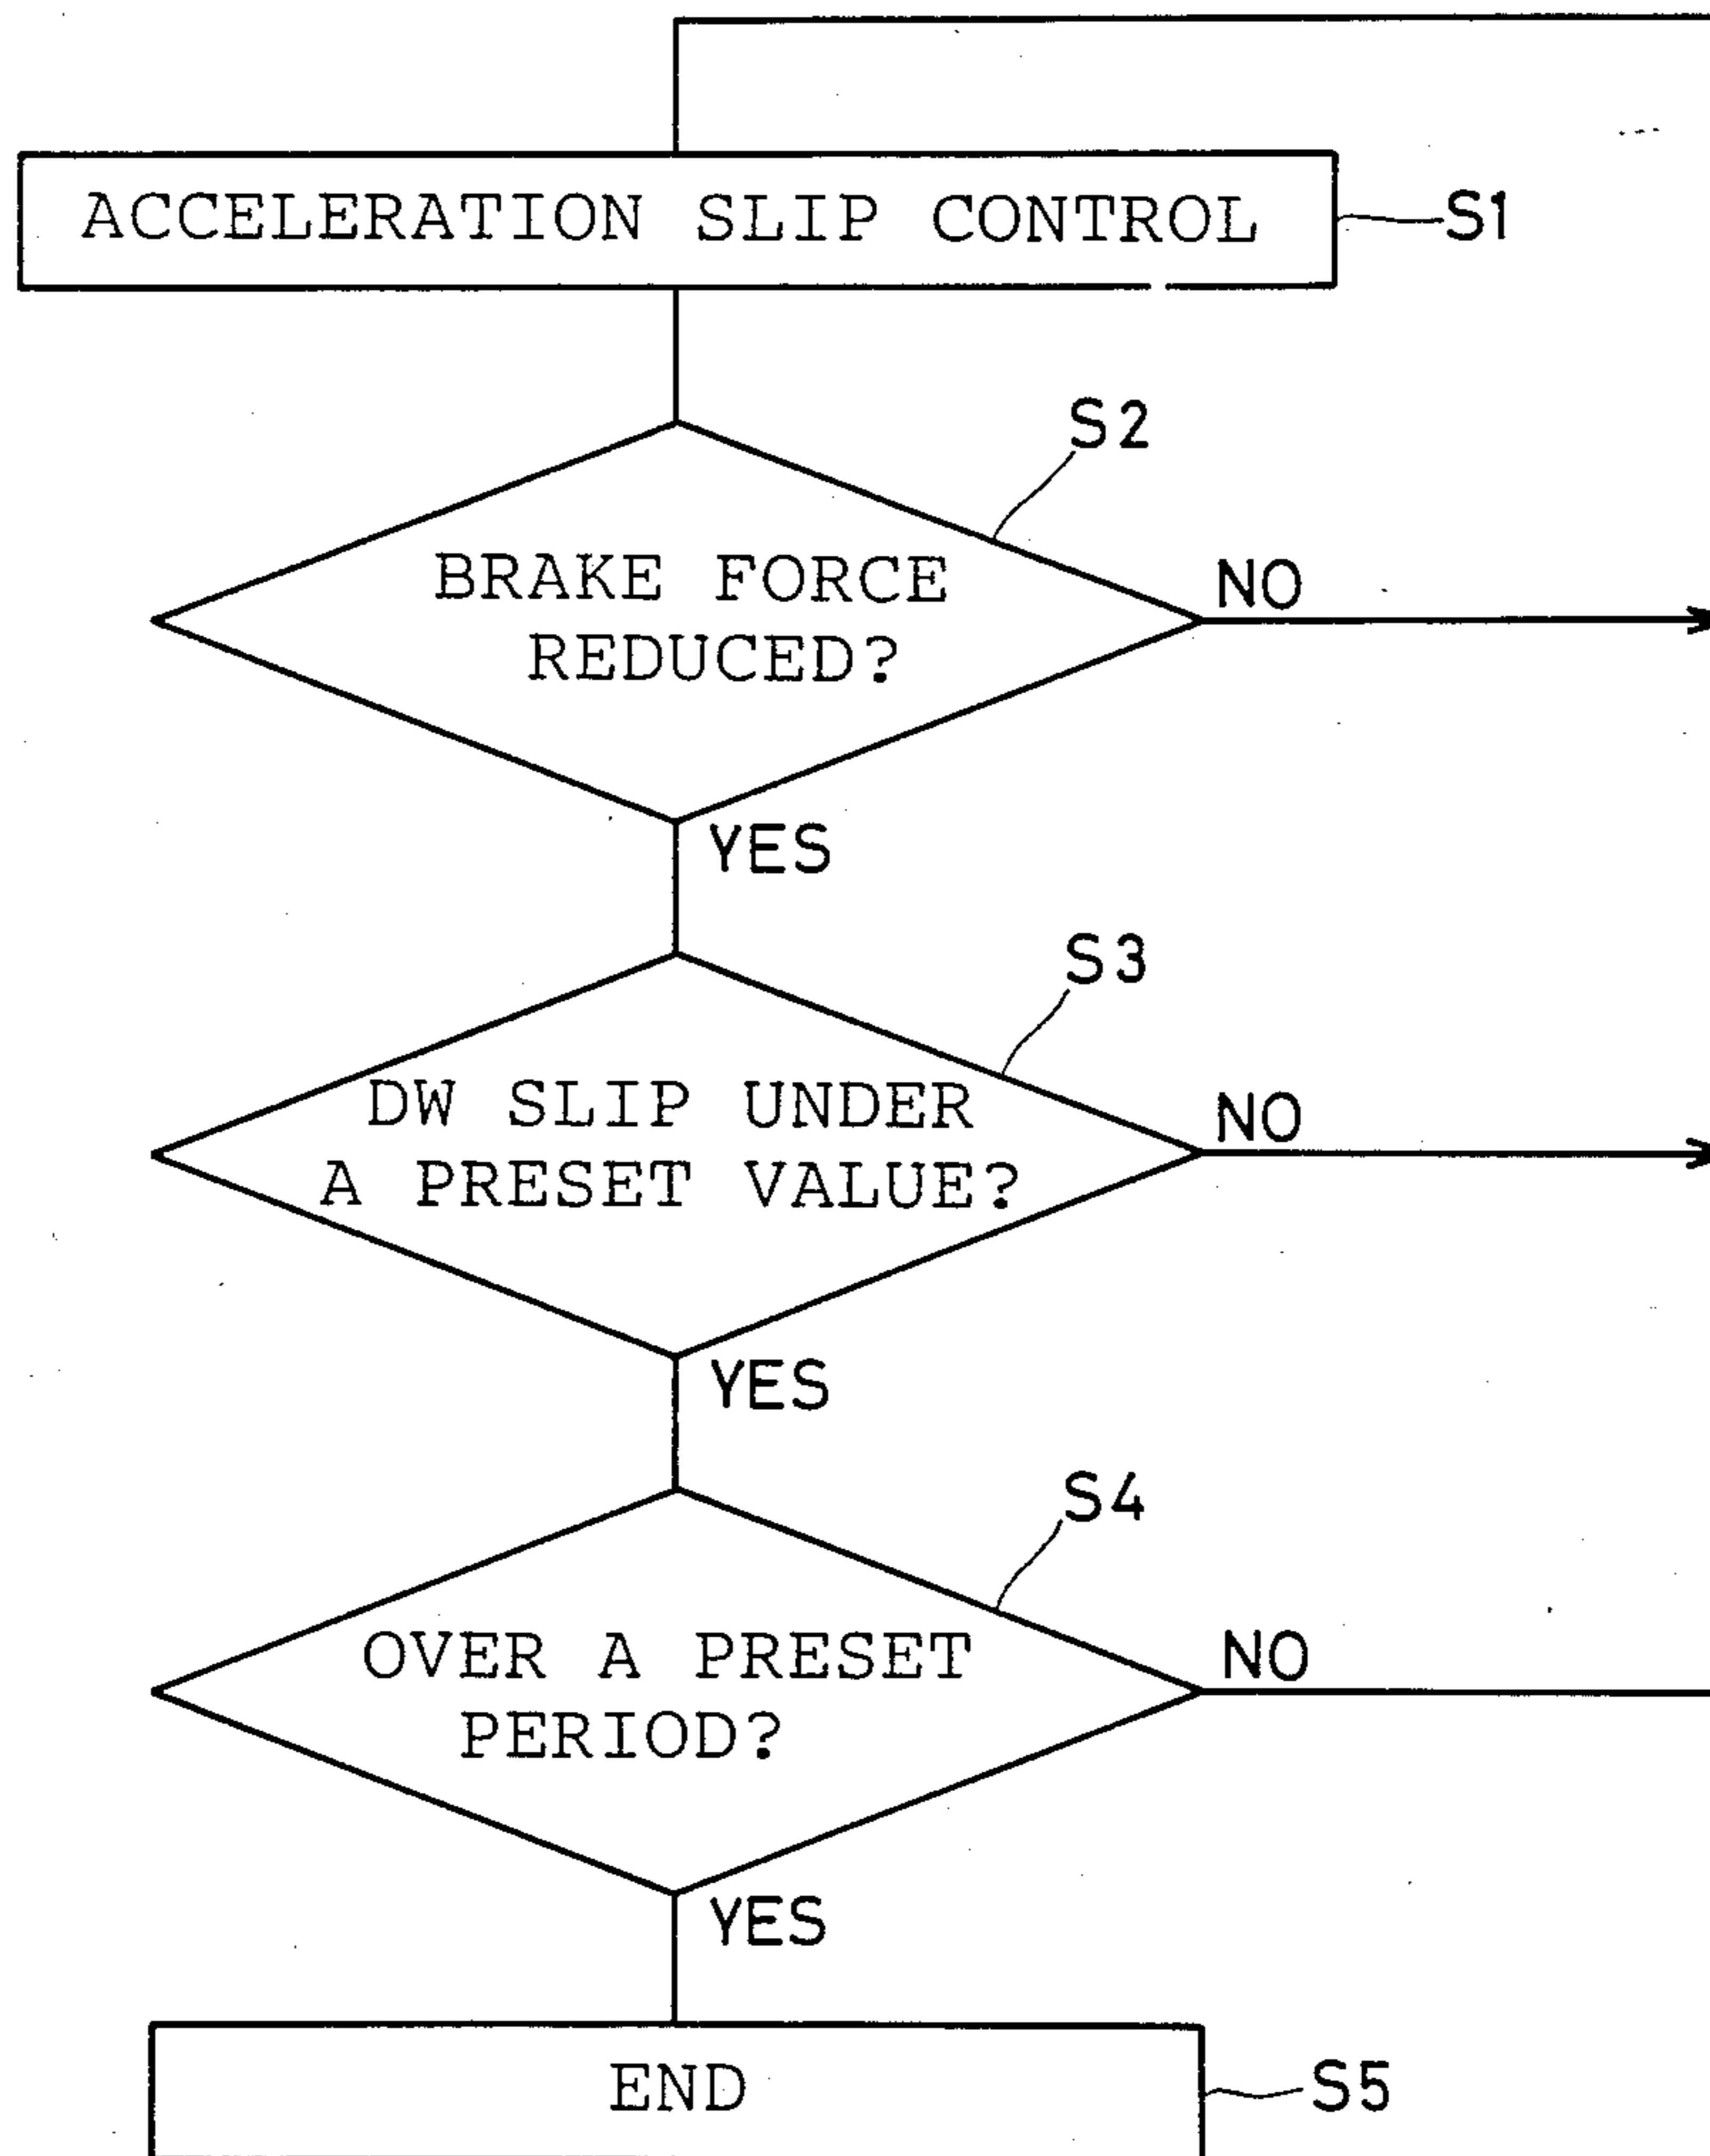 ACCELERATION SLIP CONTROL
S1
S2
BRAKE FORCE
REDUCED?
NO
YES
S3
DW SLIP UNDER
A PRESET VALUE?
NO
YES
S4
OVER A PRESET
PERIOD?
NO
YES
END
S5